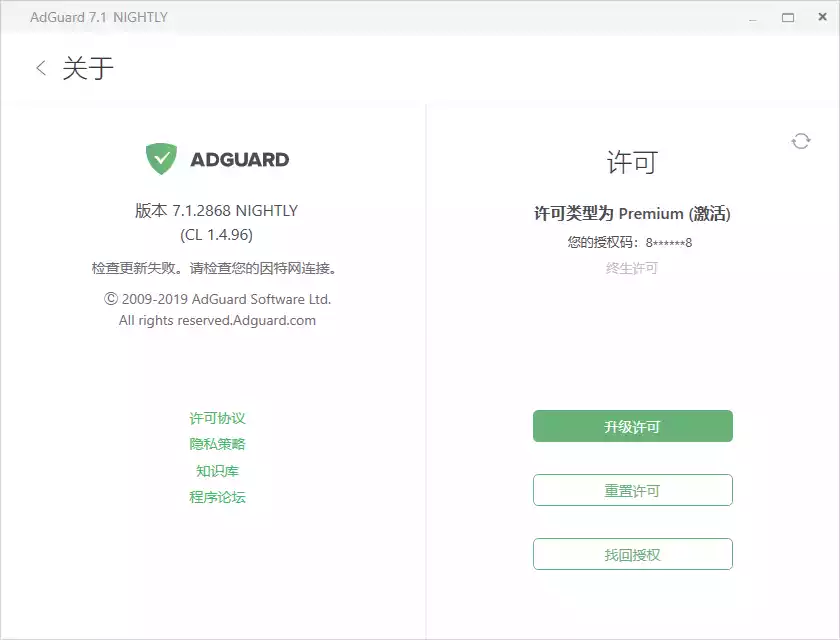 AdGuard 7.1 NIGHTLY
关于
ADGUARD
版本 7.1.2868 NIGHTLY
(CL 1.4.96)
检查更新失败。请检查您的因特网连接。
© 2009-2019 AdGuard Software Ltd.
All rights reserved.Adguard.com
许可协议
隐私策略
知识库
程序论坛
许可
许可类型为 Premium (激活)
您的授权码：8******8
终生许可
升级许可
重置许可
找回授权